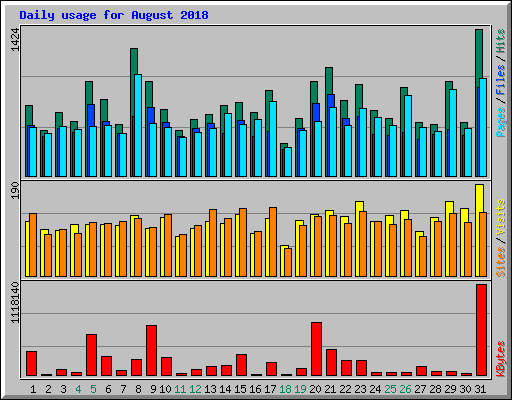 Daily usage for August 2018
1424
Pages / Files / Hits
190
Sites / Visits
1118140
KBytes
1 2 3 4 5 6 7 8 9 10 11 12 13 14 15 16 17 18 19 20 21 22 23 24 25 26 27 28 29 30 31